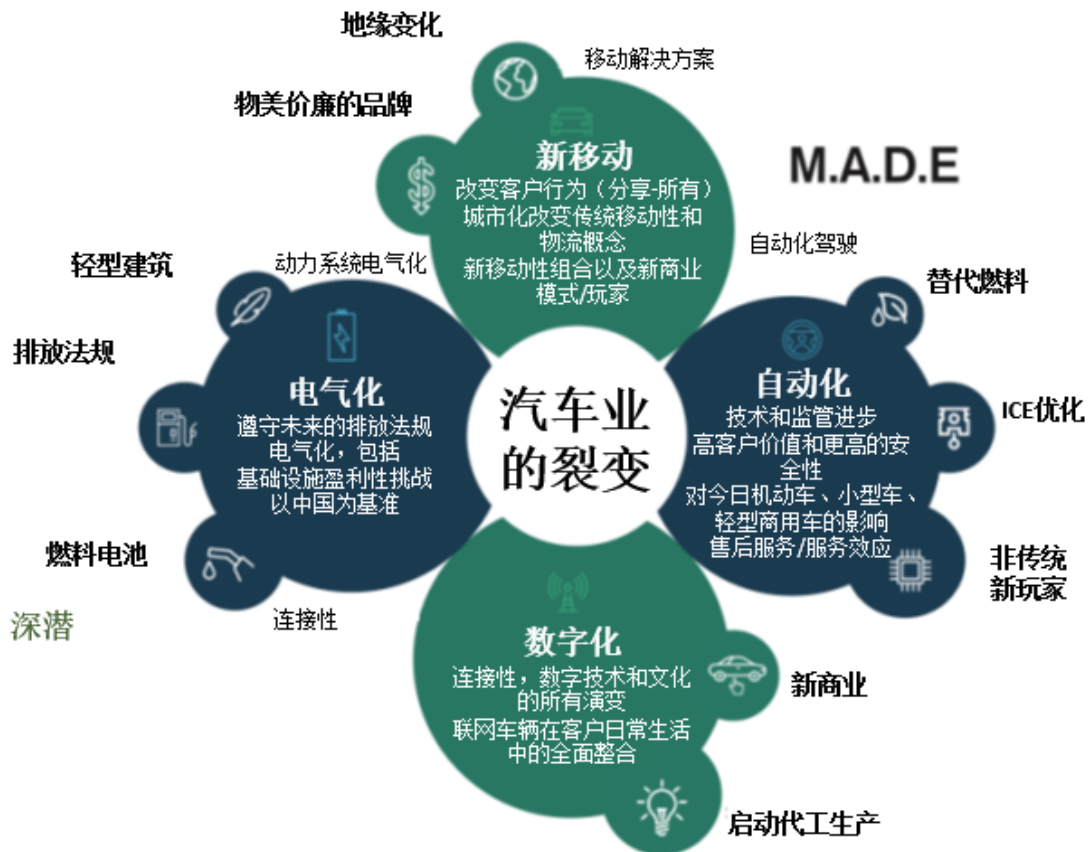 地缘变化
移动解决方案
物美价廉的品牌
新移动
改变客户行为（分享-所有）
城市化改变传统移动性和
物流概念
新移动性组合以及新商业
模式/玩家
M.A.D.E
自动化驾驶
轻型建筑
动力系统电气化
替代燃料
排放法规
电气化
遵守未来的排放法规
电气化，包括
基础设施盈利性挑战
以中国为基准
汽车业
的裂变
自动化
技术和监管进步
高客户价值和更高的安
全性
对今日机动车、小型车、
轻型商用车的影响
售后服务/服务效应
ICE优化
燃料电池
非传统
新玩家
连接性
深潜
数字化
连接性，数字技术和文化
的所有演变
联网车辆在客户日常生活
中的全面整合
新商业
启动代工生产